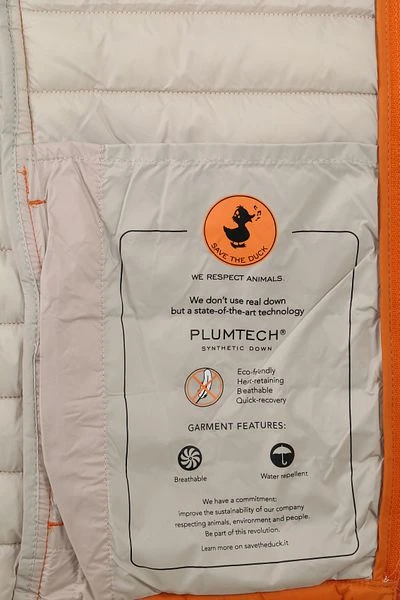 SAVE THE DUCK
WE RESPECT ANIMALS.
We don't use real down
but a state-of-the-art technology
PLUMTECH®
SYNTHETIC DOWN
Eco-friendly
Heat-retaining
Breathable
Quick-recovery
GARMENT FEATURES:
Breathable
Water repellent
We have a commitment:
improve the sustainability of our company
respecting animals, environment and people.
Be part of this revolution.
Learn more on savetheduck.it